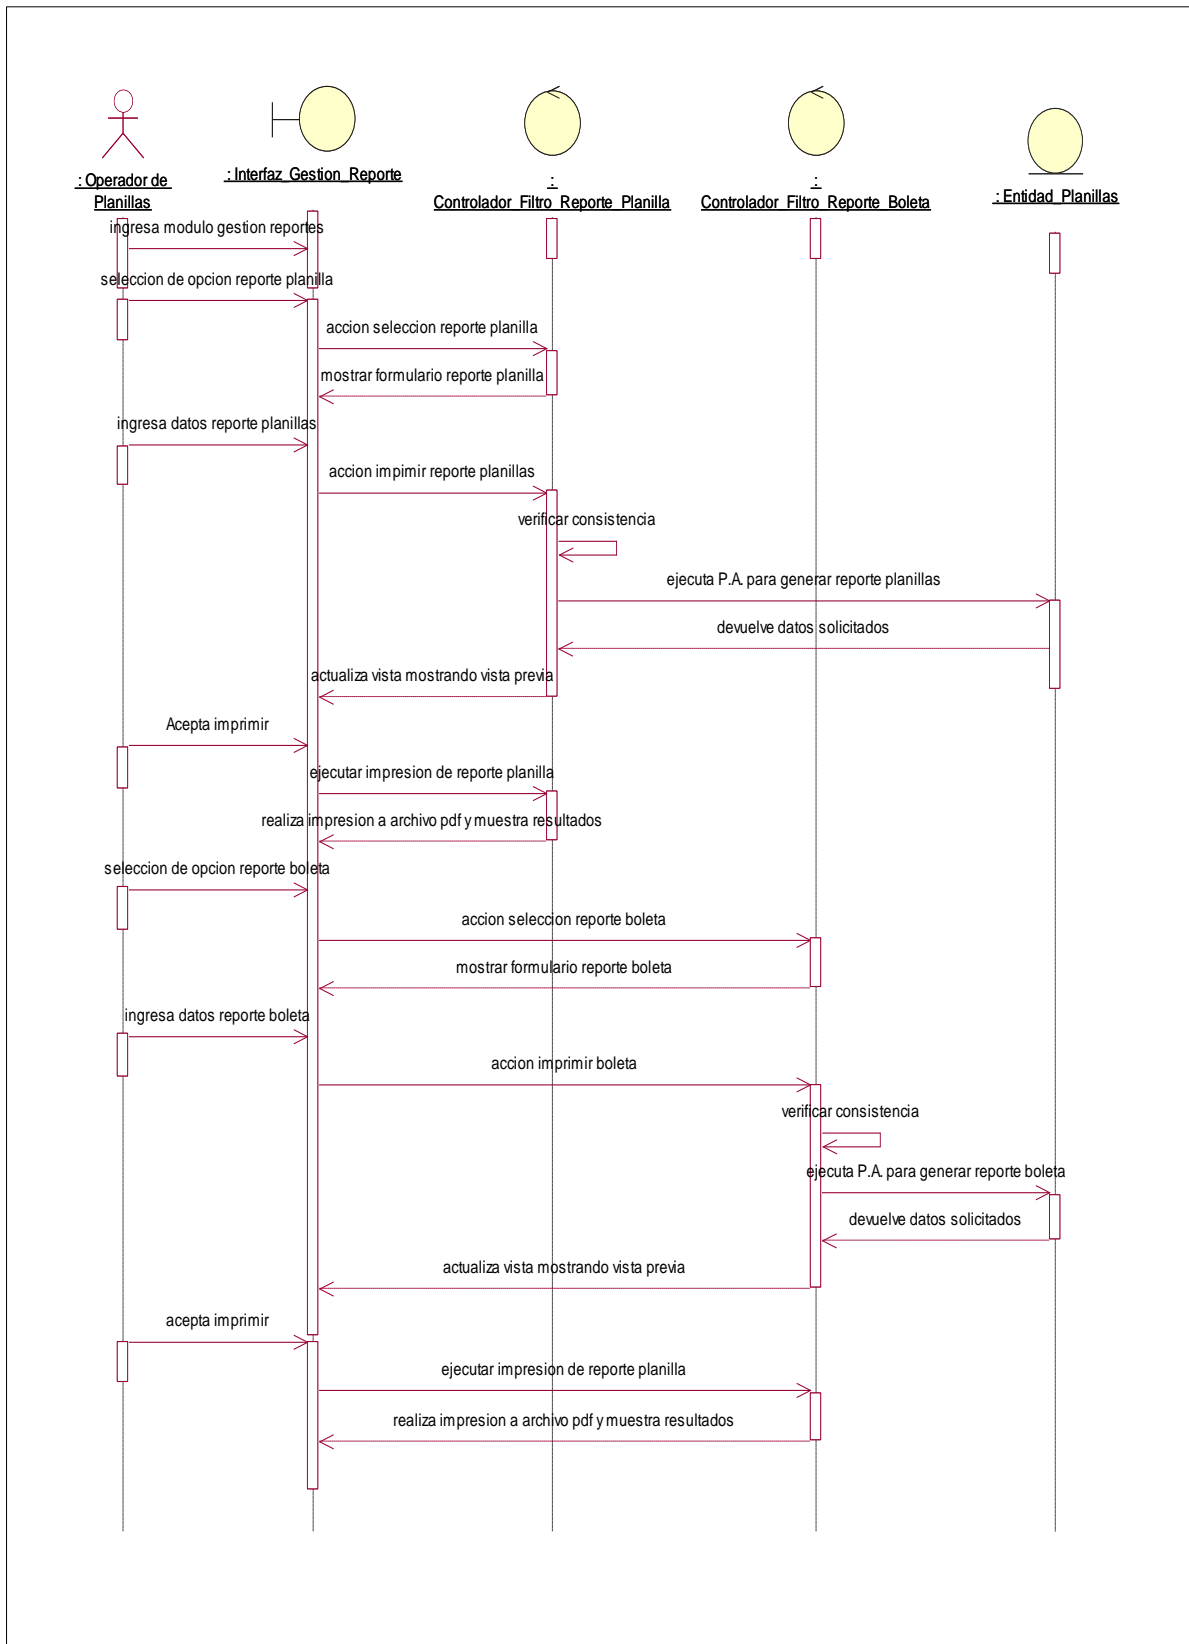 : Operador de
Planillas
: Interfaz_Gestion_Reporte
:
Controlador_Filtro_Reporte_Planilla
:
Controlador_Filtro_Reporte_Boleta
: Entidad_Planillas
ingresa modulo gestion reportes
seleccion de opcion reporte planilla
accion seleccion reporte planilla
mostrar formulario reporte planilla
ingresa datos reporte planillas
accion impimir reporte planillas
verificar consistencia
ejecuta P.A. para generar reporte planillas
devuelve datos solicitados
actualiza vista mostrando vista previa
Acepta imprimir
ejecutar impresion de reporte planilla
realiza impresion a archivo pdf y muestra resultados
seleccion de opcion reporte boleta
accion seleccion reporte boleta
mostrar formulario reporte boleta
ingresa datos reporte boleta
accion imprimir boleta
verificar consistencia
ejecuta P.A. para generar reporte boleta
devuelve datos solicitados
actualiza vista mostrando vista previa
acepta imprimir
ejecutar impresion de reporte planilla
realiza impresion a archivo pdf y muestra resultados